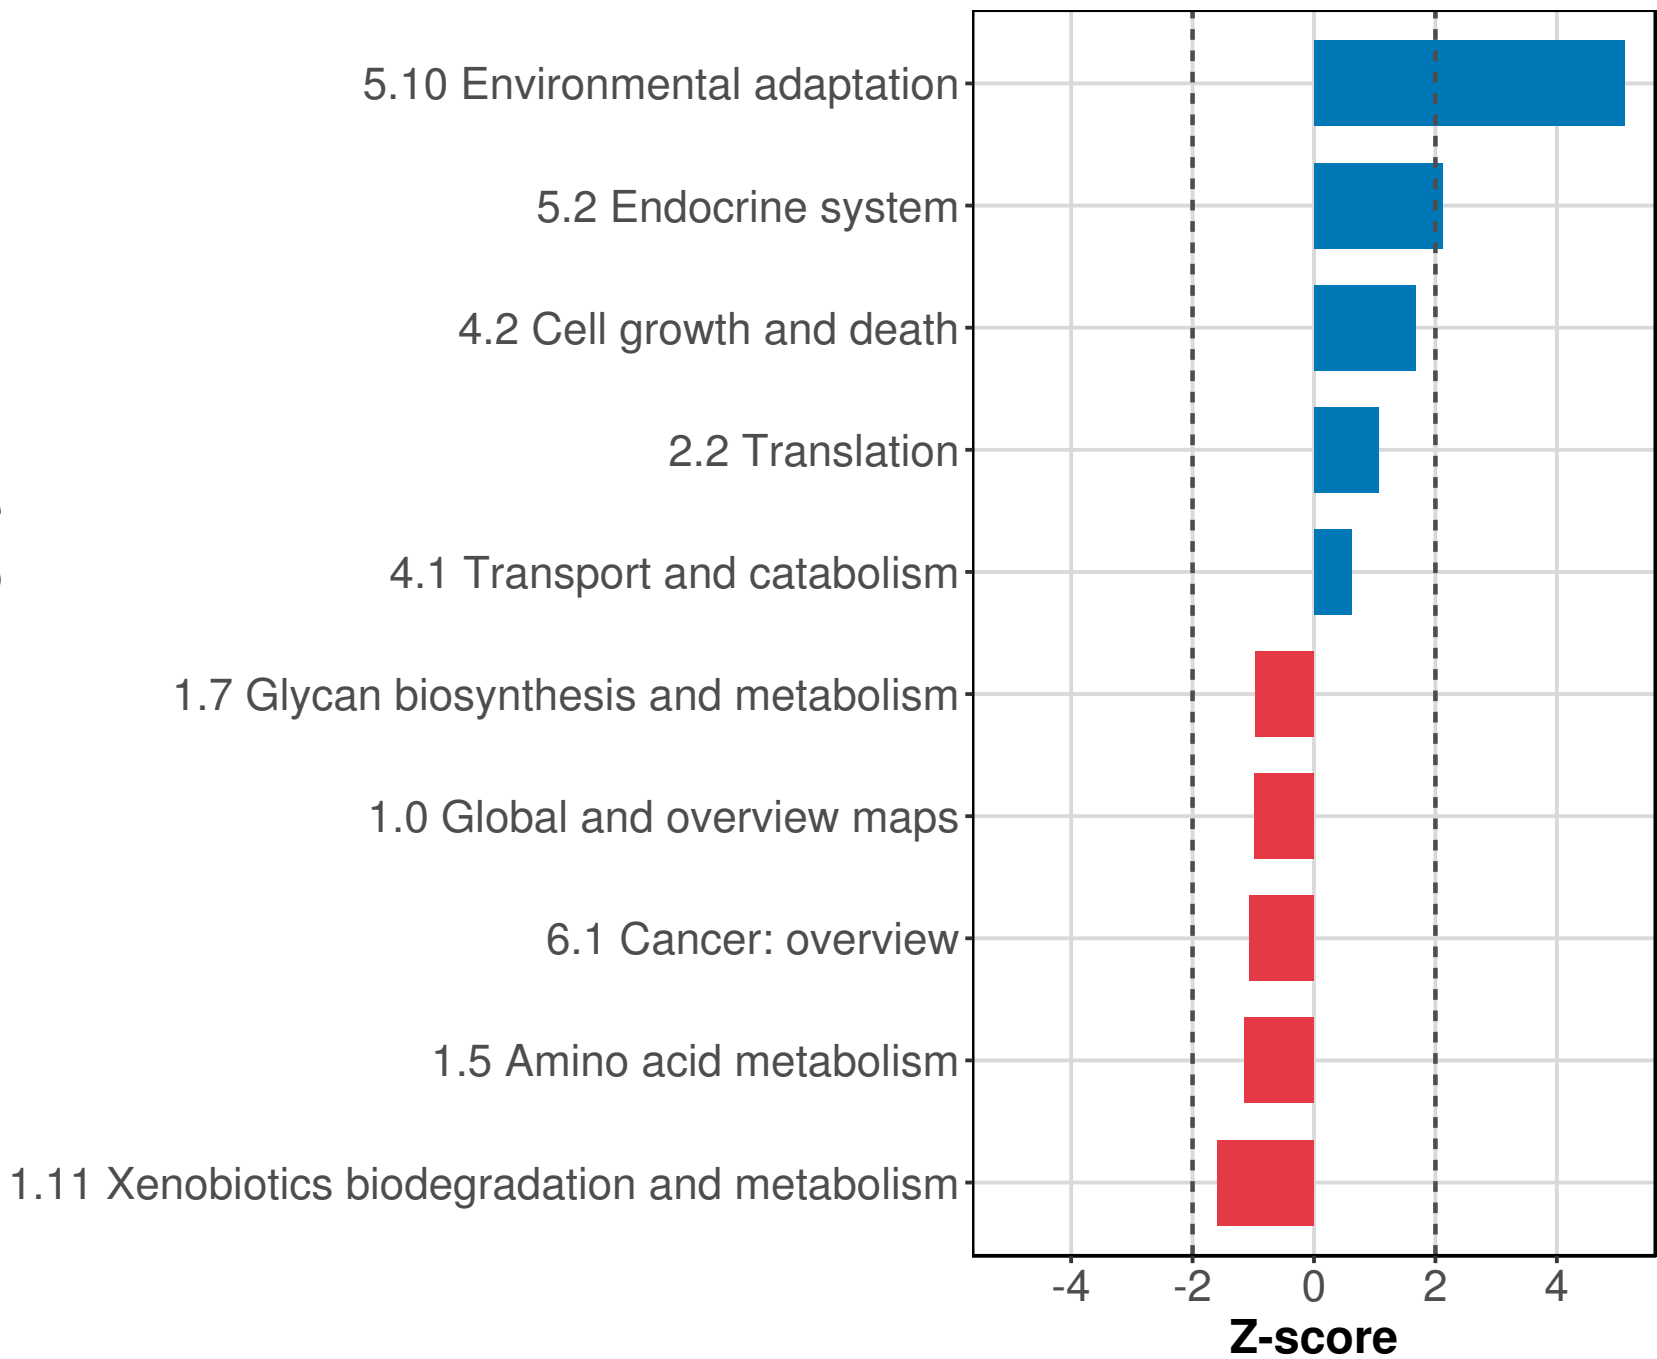 5.10 Environmental adaptation
5.2 Endocrine system
4.2 Cell growth and death
2.2 Translation
4.1 Transport and catabolism
1.7 Glycan biosynthesis and metabolism
1.0 Global and overview maps
6.1 Cancer: overview
1.5 Amino acid metabolism
1.11 Xenobiotics biodegradation and metabolism
-4 -2 0 2 4
Z-score